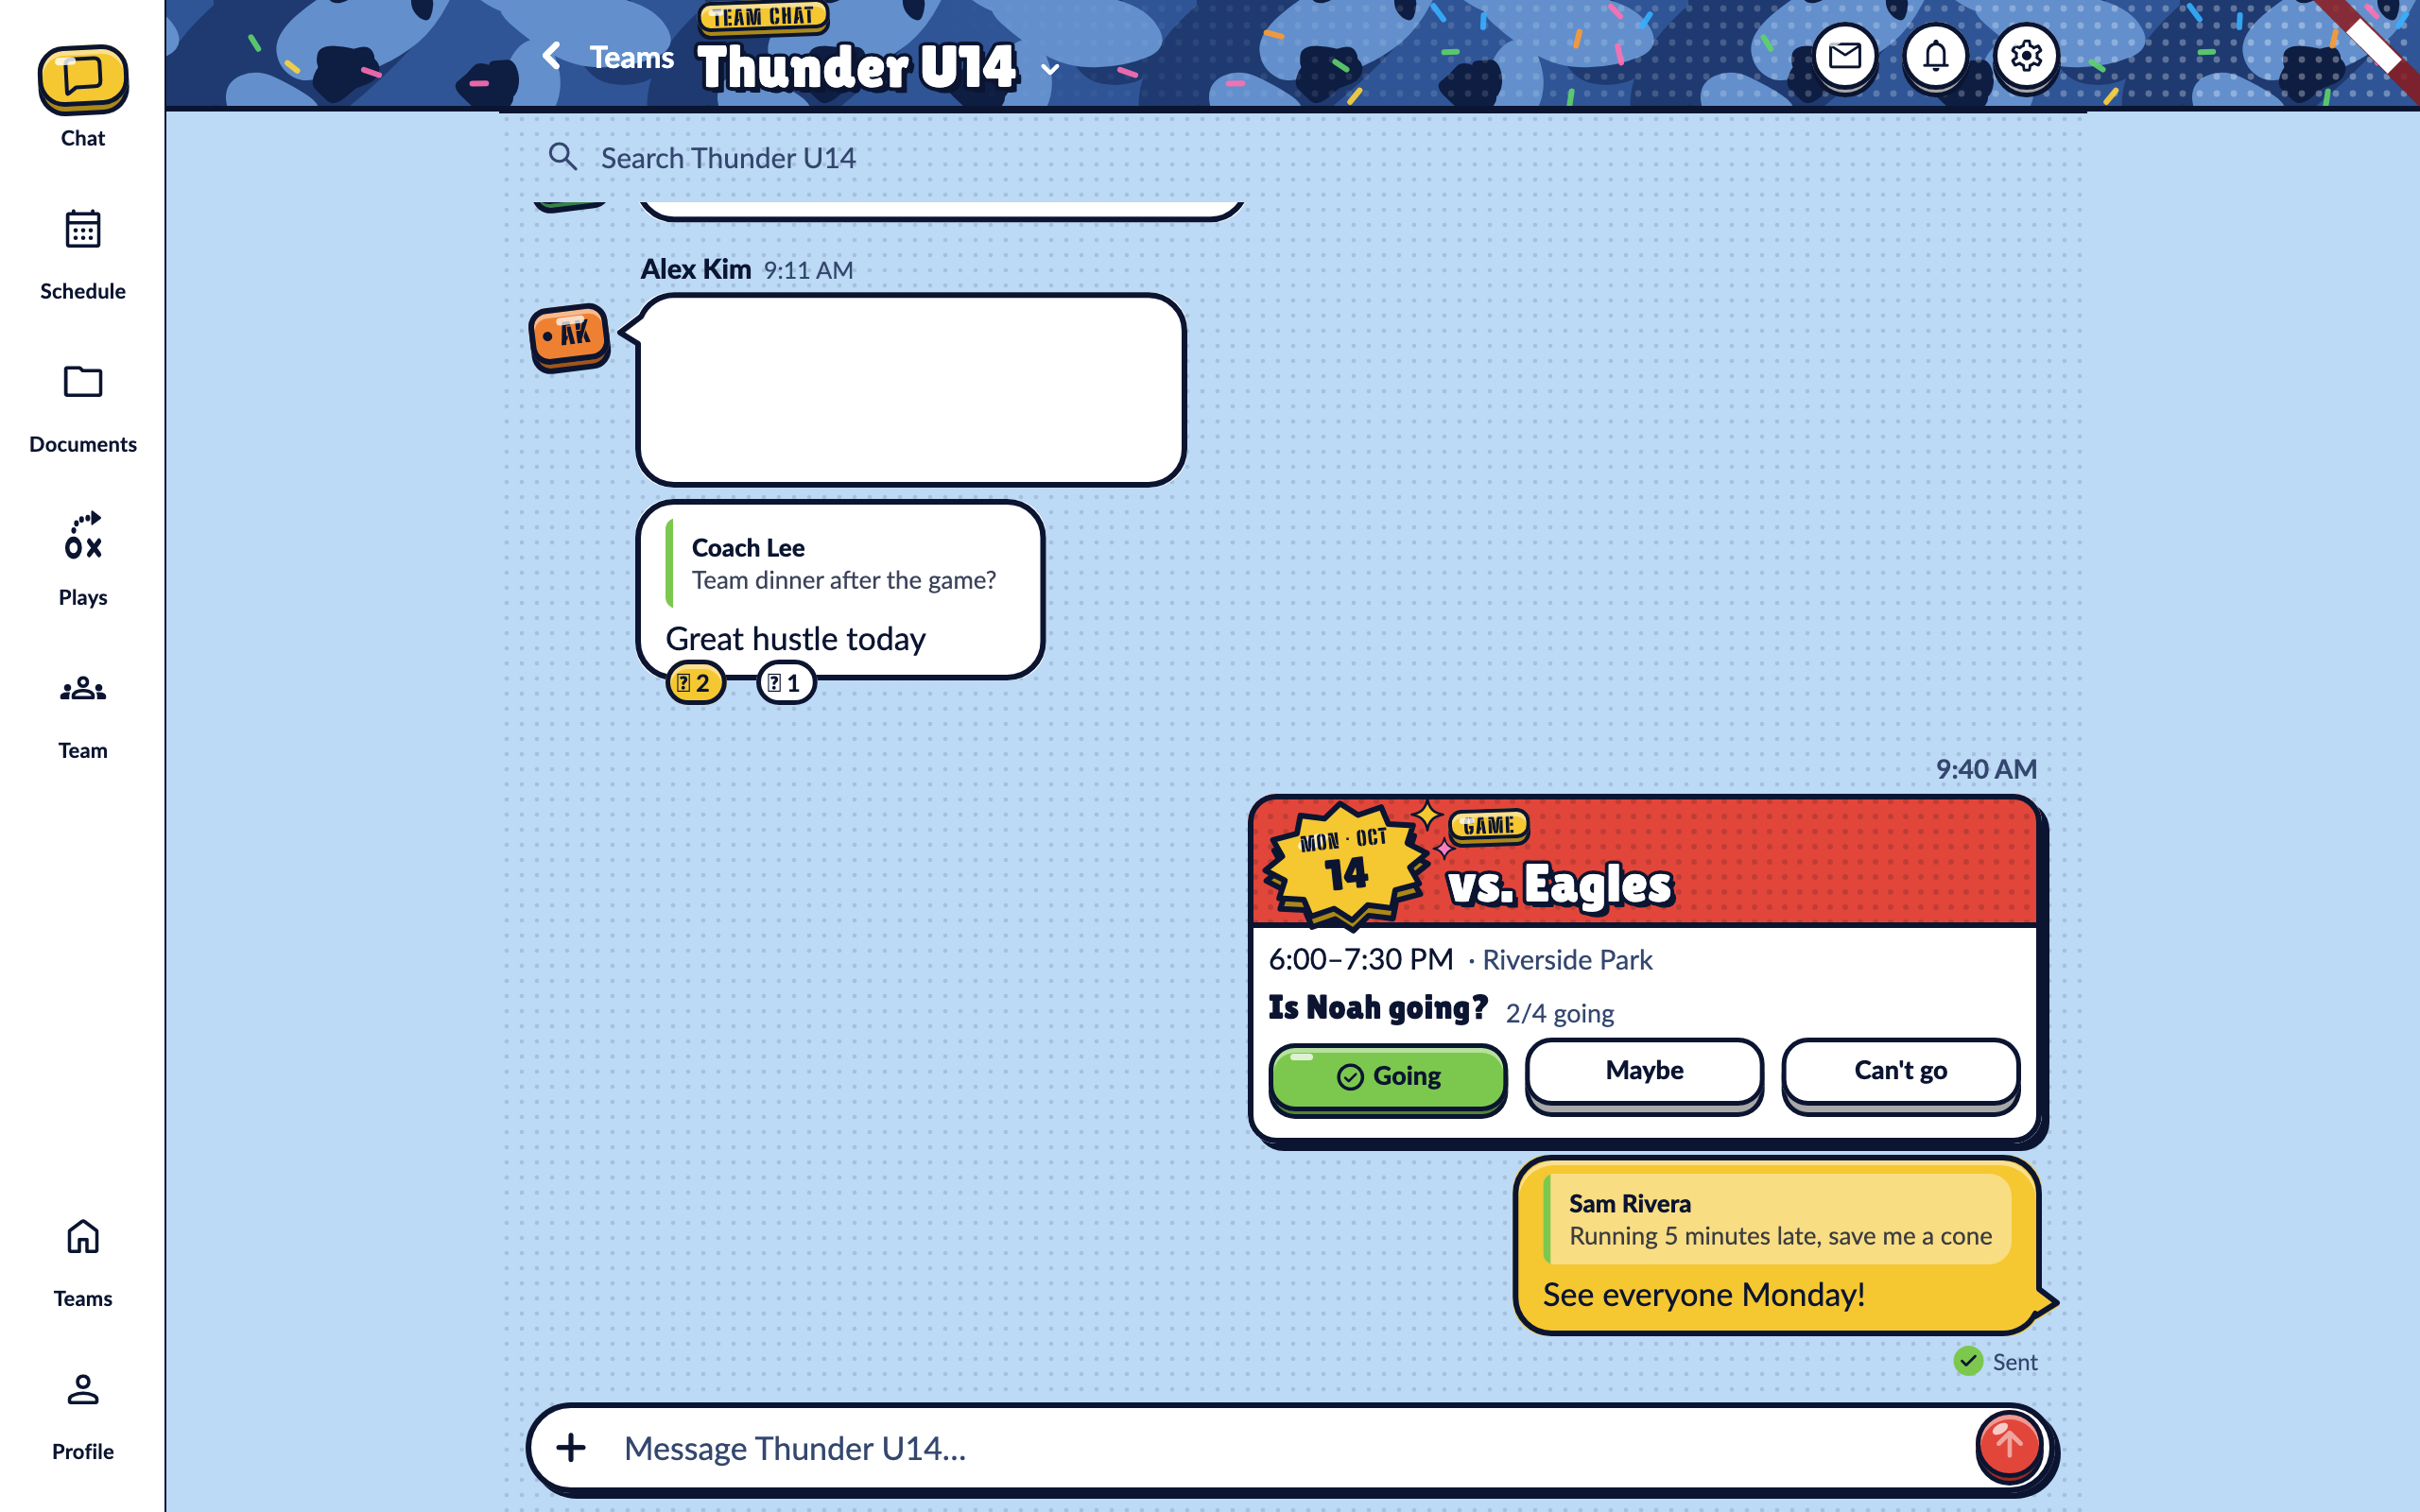 Chat
Schedule
Documents
Plays
Team
Teams
Profile
TEAM CHAT
Teams
Thunder U14
Search Thunder U14
Alex Kim 9:11 AM
AK
Coach Lee
Team dinner after the game?
Great hustle today
2
1
9:40 AM
MON · OCT
14
GAME
vs. Eagles
6:00–7:30 PM · Riverside Park
Is Noah going? 2/4 going
Going
Maybe
Can't go
Sam Rivera
Running 5 minutes late, save me a cone
See everyone Monday!
Sent
Message Thunder U14...